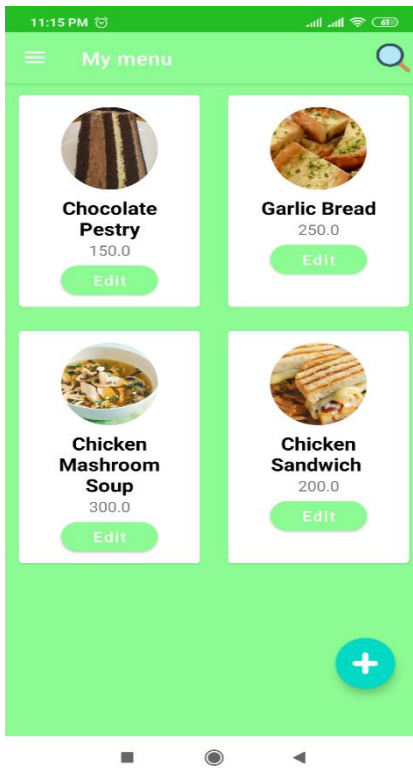 11:15 PM 61
My menu
Chocolate
Pestry
150.0
Edit
Garlic Bread
250.0
Edit
Chicken
Mashroom
Soup
300.0
Edit
Chicken
Sandwich
200.0
Edit